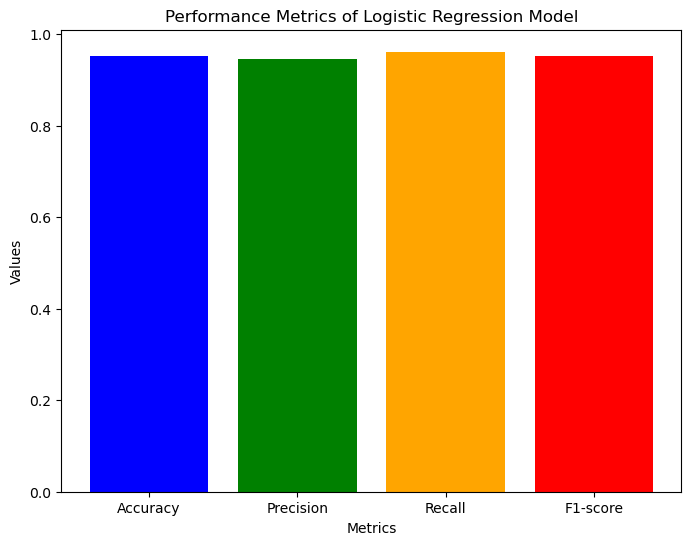 Performance Metrics of Logistic Regression Model
1.0
0.8
0.6
0.4
0.2
0.0
Values
Accuracy Precision Recall F1-score
Metrics